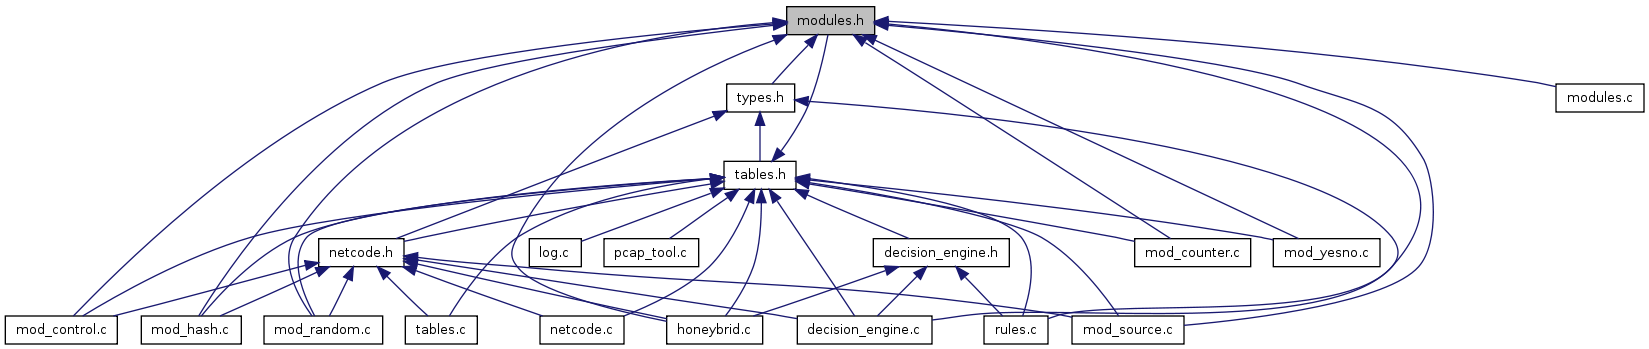 modules.h
types.h
modules.c
tables.h
netcode.h
log.c
pcap_tool.c
decision_engine.h
mod_counter.c
mod_yesno.c
mod_control.c
mod_hash.c
mod_random.c
tables.c
netcode.c
honeybrid.c
decision_engine.c
rules.c
mod_source.c